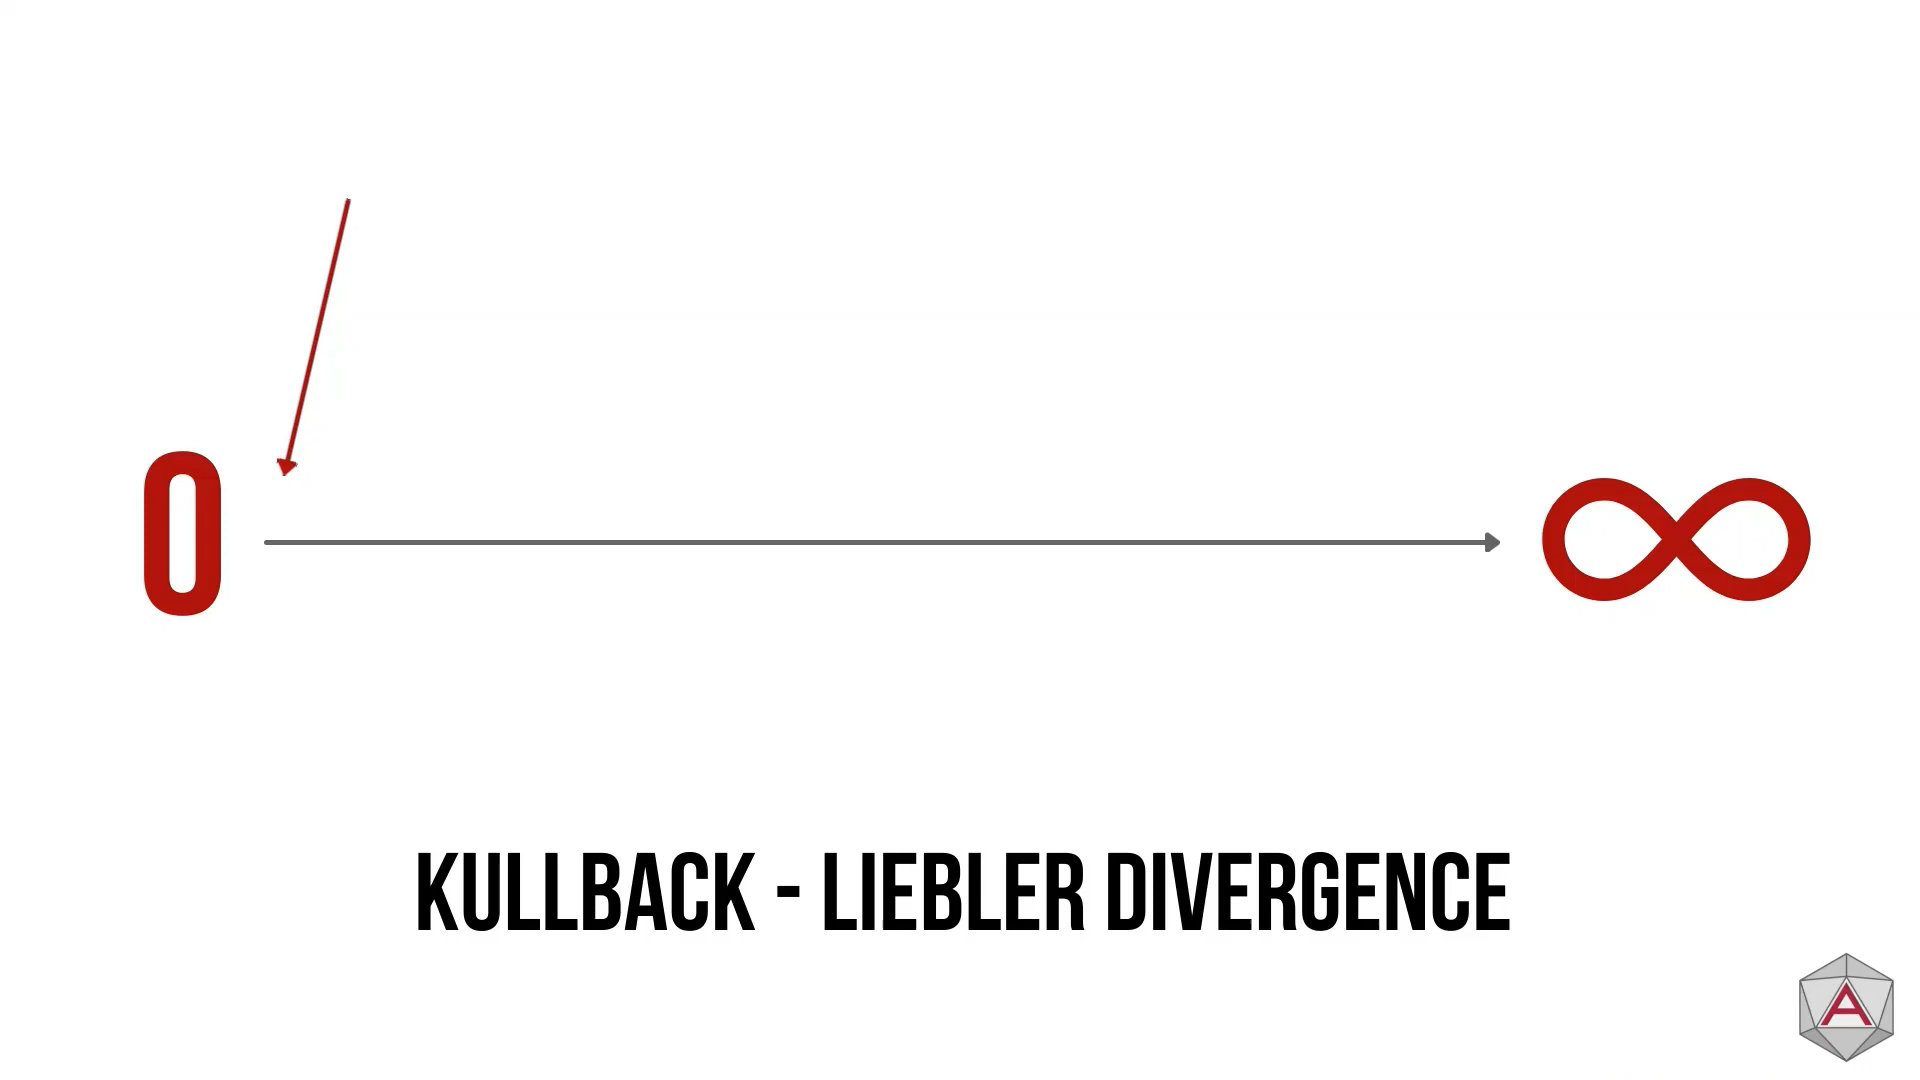 0 ∞
KULLBACK - LIEBLER DIVERGENCE
A